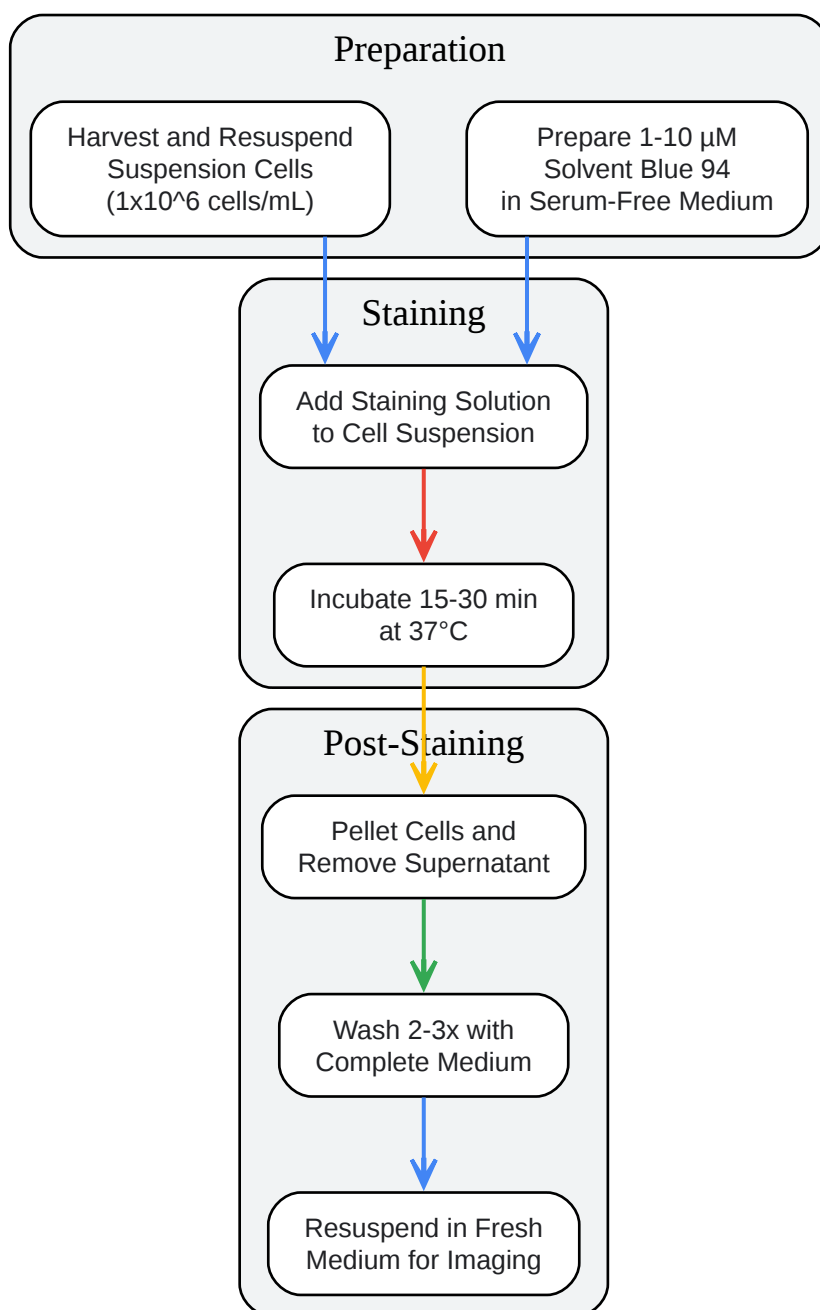 Preparation
Harvest and Resuspend
Suspension Cells
(1x10^6 cells/mL)
Prepare 1-10 µM
Solvent Blue 94
in Serum-Free Medium
Staining
Add Staining Solution
to Cell Suspension
Incubate 15-30 min
at 37°C
Post-Staining
Pellet Cells and
Remove Supernatant
Wash 2-3x with
Complete Medium
Resuspend in Fresh
Medium for Imaging